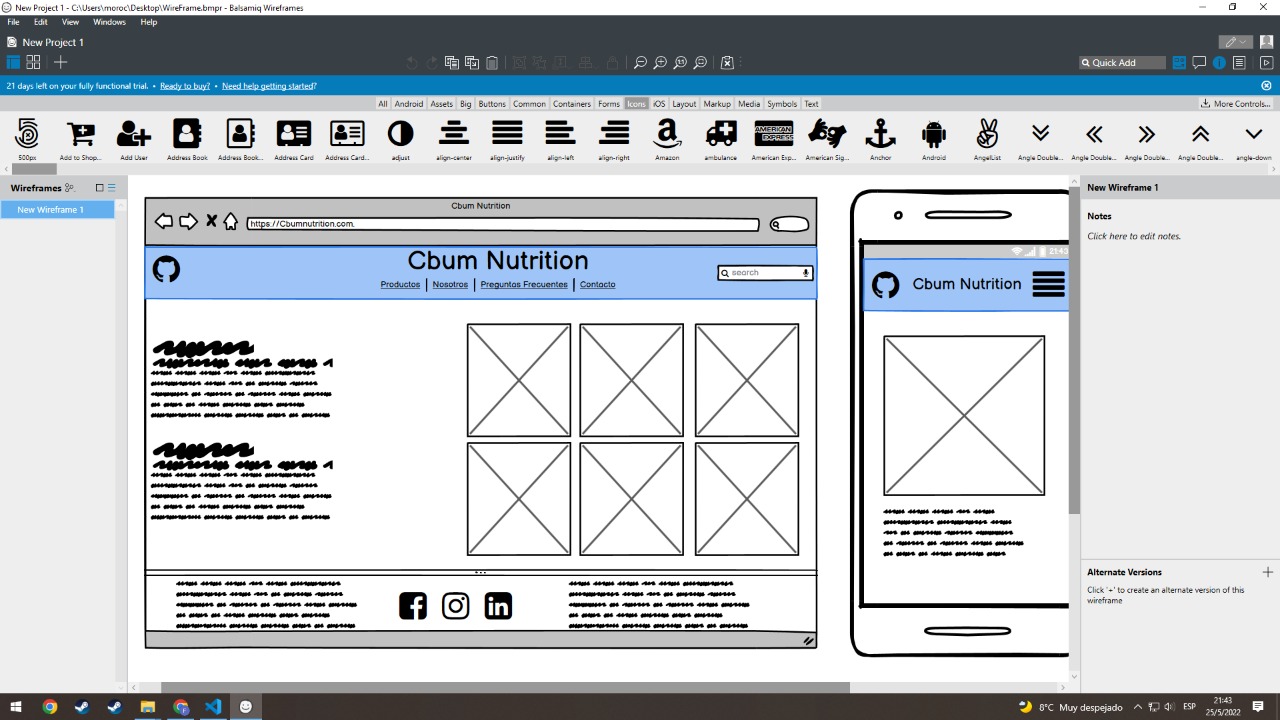 New Project 1 - C:\Users\moroc\Desktop\WireFrame.bmpr - Balsamiq Wireframes
File Edit View Windows Help
New Project 1
Quick Add
21 days left on your fully functional trial. • Ready to buy? • Need help getting started?
All Android Assets Big Buttons Common Containers Forms Icons iOS Layout Markup Media Symbols Text
More Controls...
AMERICAN EXPRESS
500px Add to Shop... Add User Address Book Address Book... Address Card Address Card... adjust align-center align-justify align-left align-right Amazon ambulance American Exp... American Sig... Anchor Android AngelList Angle Double... Angle Double... Angle Double... Angle Double... angle-down
Wireframes
New Wireframe 1
Cbum Nutrition
https://Cbumnutrition.com.
Cbum Nutrition
search
Productos Nosotros Preguntas Frecuentes Contacto
21:43
Cbum Nutrition
New Wireframe 1
Notes
Click here to edit notes.
Alternate Versions
Click '+' to create an alternate version of this
wireframe
8°C Muy despejado
ESP
21:43
25/5/2022